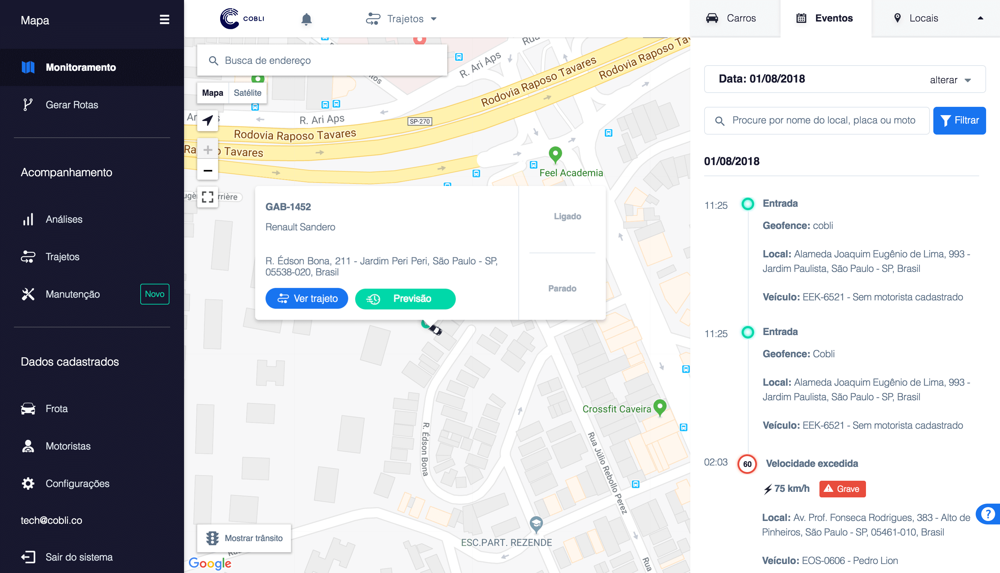 Mapa
Monitoramento
Gerar Rotas
Acompanhamento
Análises
Trajetos
Manutenção
Novo
Dados cadastrados
Frota
Motoristas
Configurações
tech@cobli.co
Sair do sistema
COBLI
Trajetos
Busca de endereço
Mapa
Satélite
Rua
R. Ari Aps
Rodovia Raposo Tavares
Rodovia Raposo Ta
R. Ari Aps
SP-270
Rodovia Raposo Tavares
Tavares
Feel Academia
rrière
GAB-1452
Renault Sandero
R. Édson Bona, 211 - Jardim Peri Peri, São Paulo - SP,
05538-020, Brasil
Ver trajeto
Previsão
Ligado
Parado
Crossfit Caveira
R. Édson Bona
Rua Júlio Rebollo Perez
ESC.PART. REZENDE
Rua
Mostrar trânsito
Google
Carros
Eventos
Locais
Data: 01/08/2018
alterar
Procure por nome do local, placa ou moto
Filtrar
01/08/2018
11:25
Entrada
Geofence: cobli
Local: Alameda Joaquim Eugênio de Lima, 993 -
Jardim Paulista, São Paulo - SP, Brasil
Veículo: EEK-6521 - Sem motorista cadastrado
11:25
Entrada
Geofence: Cobli
Local: Alameda Joaquim Eugênio de Lima, 993 -
Jardim Paulista, São Paulo - SP, Brasil
Veículo: EEK-6521 - Sem motorista cadastrado
02:03
60
Velocidade excedida
75 km/h
Grave
Local: Av. Prof. Fonseca Rodrigues, 383 - Alto de
Pinheiros, São Paulo - SP, 05461-010, Brasil
Veículo: EOS-0606 - Pedro Lion
?